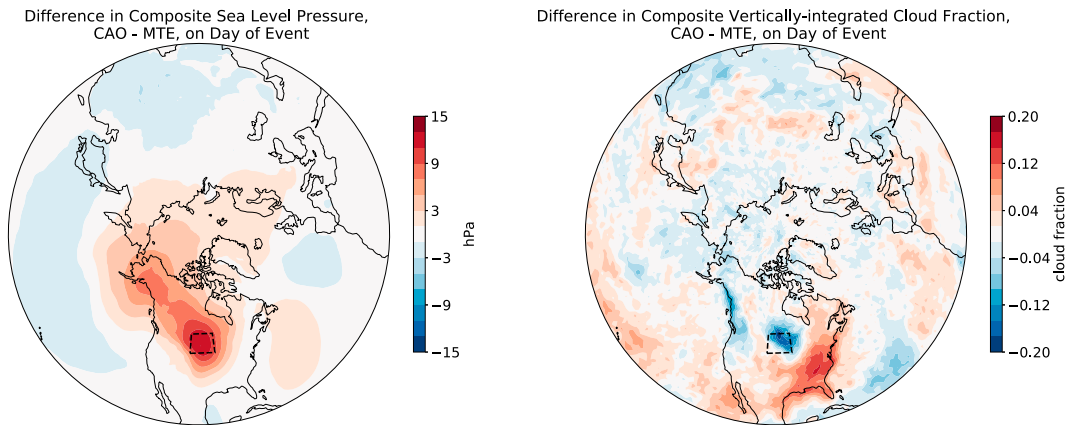 Difference in Composite Sea Level Pressure,
CAO - MTE, on Day of Event
15
9
3
−3
−9
−15
hPa
Difference in Composite Vertically-integrated Cloud Fraction,
CAO - MTE, on Day of Event
0.20
0.12
0.04
−0.04
−0.12
−0.20
cloud fraction